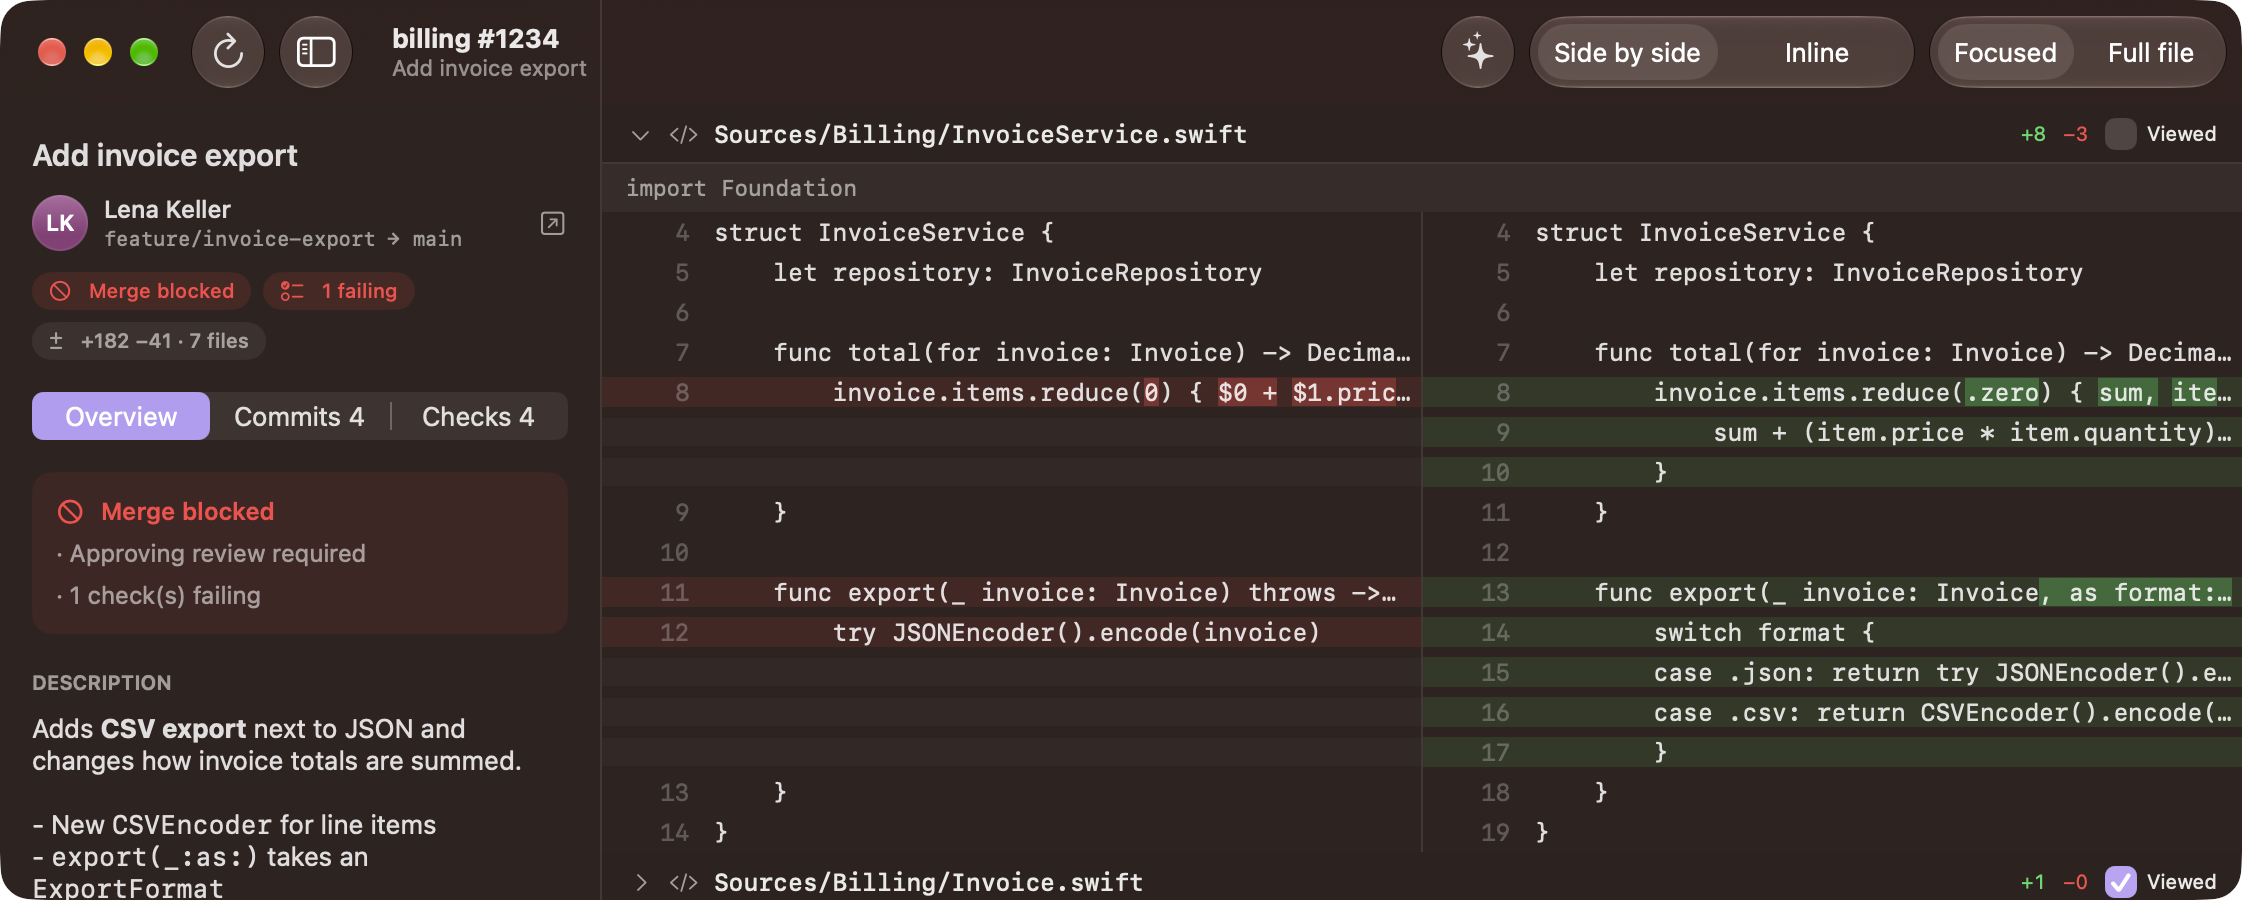 billing #1234
Add invoice export
Side by side
Inline
Focused
Full file
Add invoice export
LK
Lena Keller
feature/invoice-export → main
Merge blocked
1 failing
± +182 −41 · 7 files
Overview
Commits 4
Checks 4
Merge blocked
· Approving review required
· 1 check(s) failing
DESCRIPTION
Adds CSV export next to JSON and
changes how invoice totals are summed.
- New CSVEncoder for line items
- export(_:as:) takes an
ExportFormat
</> Sources/Billing/InvoiceService.swift
+8 −3 Viewed
import Foundation
4 struct InvoiceService {
5 let repository: InvoiceRepository
6
7 func total(for invoice: Invoice) -> Decima…
8 invoice.items.reduce(0) { $0 + $1.pric…
9 }
10
11 func export(_ invoice: Invoice) throws ->…
12 try JSONEncoder().encode(invoice)
13 }
14 }
4 struct InvoiceService {
5 let repository: InvoiceRepository
6
7 func total(for invoice: Invoice) -> Decima…
8 invoice.items.reduce(.zero) { sum, ite…
9 sum + (item.price * item.quantity)…
10 }
11 }
12
13 func export(_ invoice: Invoice, as format:…
14 switch format {
15 case .json: return try JSONEncoder().e…
16 case .csv: return CSVEncoder().encode(…
17 }
18 }
19 }
</> Sources/Billing/Invoice.swift
+1 −0 Viewed